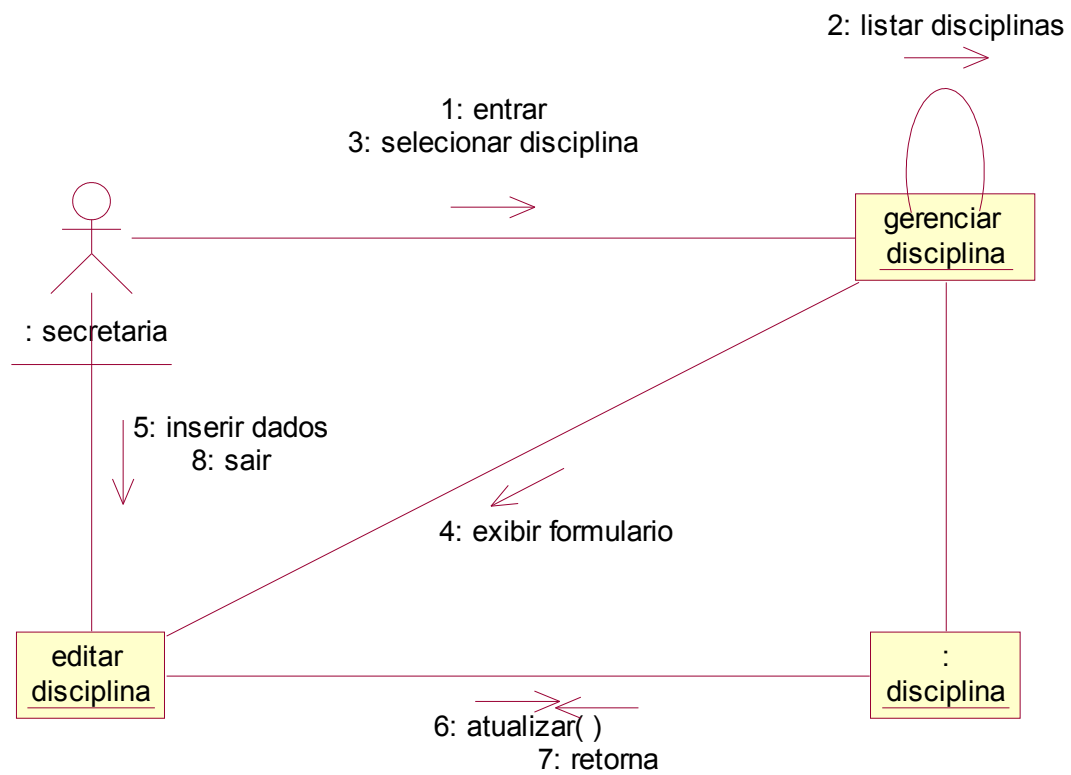 2: listar disciplinas
1: entrar
3: selecionar disciplina
gerenciar
disciplina
: secretaria
5: inserir dados
8: sair
4: exibir formulario
editar
disciplina
:
disciplina
6: atualizar( )
7: retorna